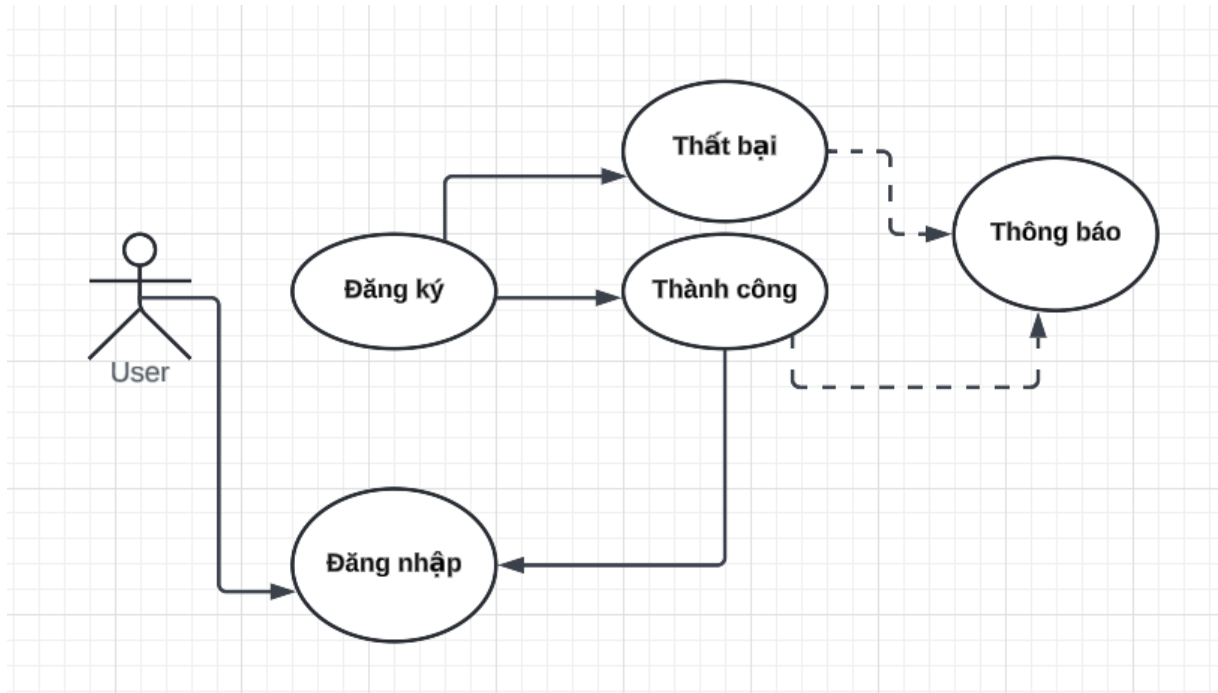 Thất bại
Thông báo
Đăng ký
Thành công
User
Đăng nhập